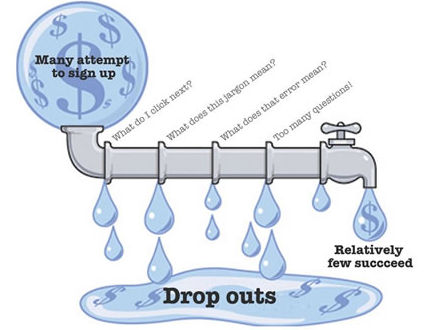 Many attempt
to sign up
What do I click next?
What does this jargon mean?
What does that error mean?
Too many questions!
Relatively
few succceed
Drop outs